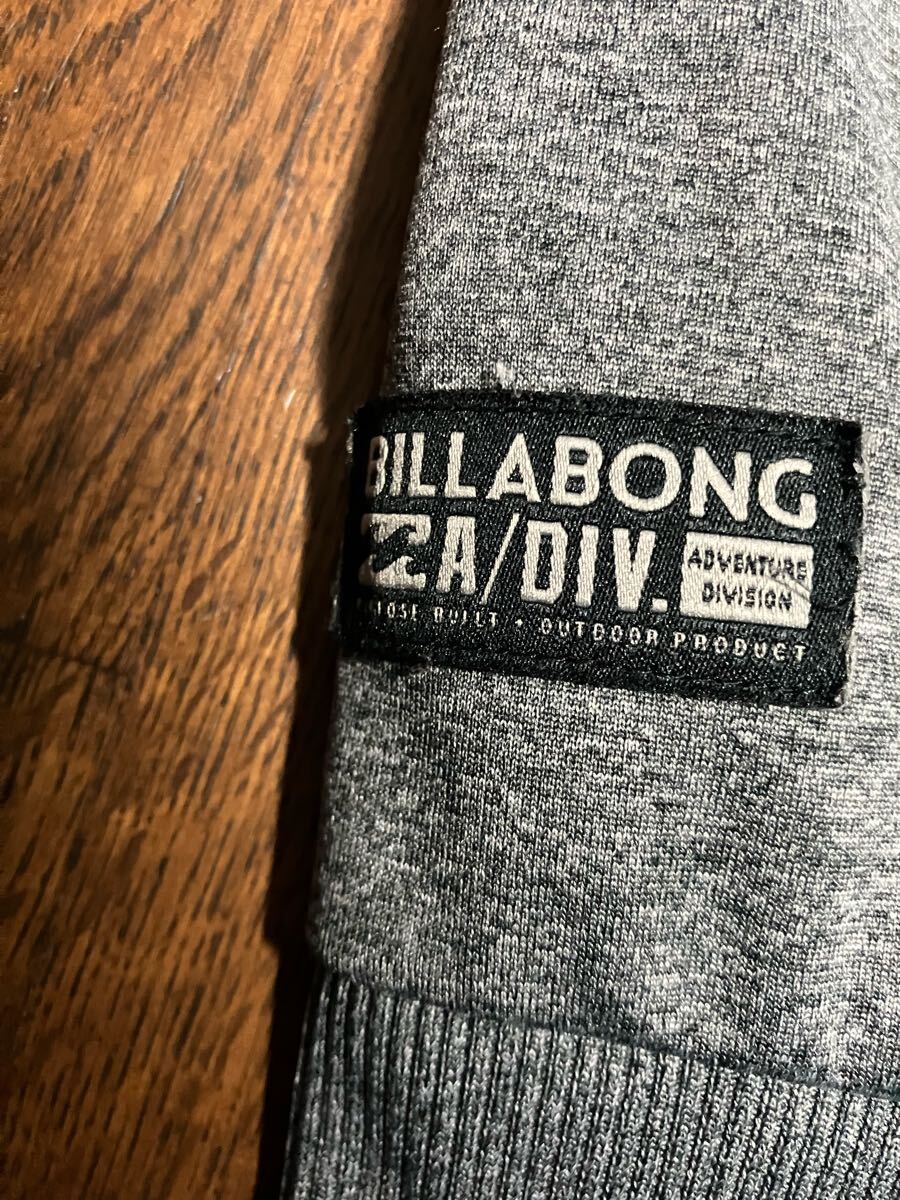 BILLABONG
A/DIV. ADVENTURE
DIVISION
BUILT • OUTDOOR PRODUCT